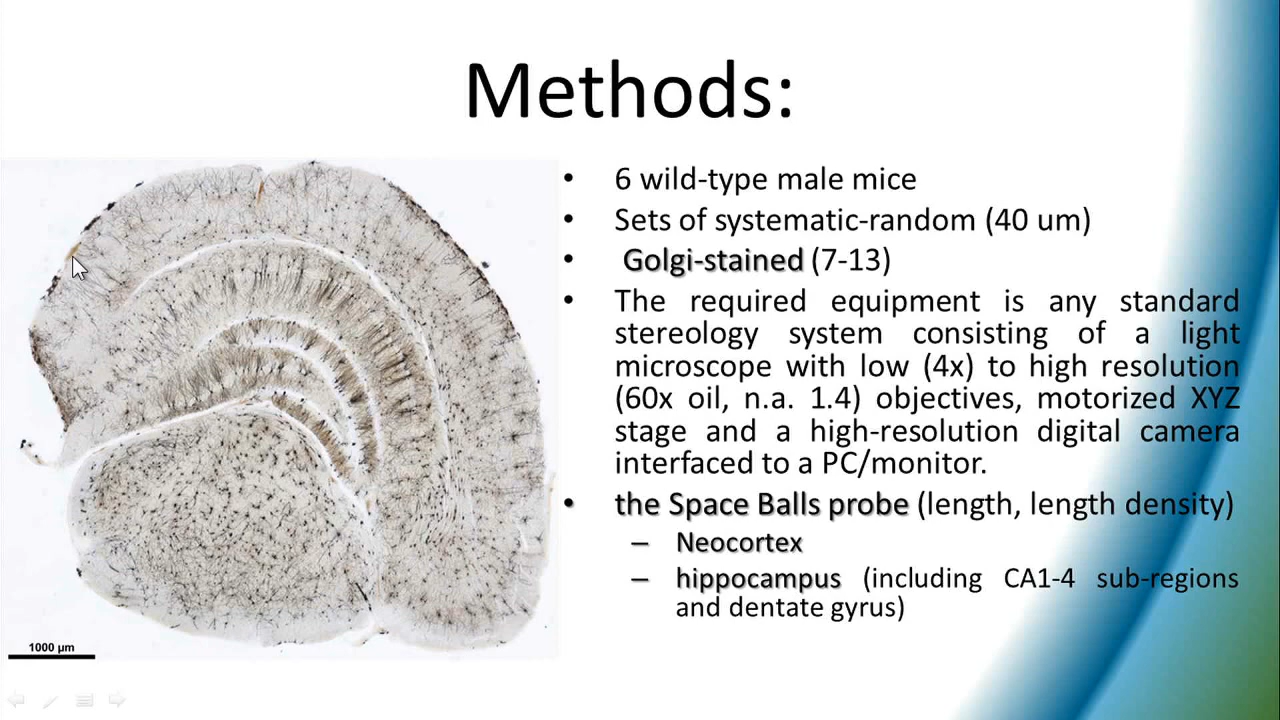 Methods:
• 6 wild-type male mice
• Sets of systematic-random (40 um)
• Golgi-stained (7-13)
• The required equipment is any standard
stereology system consisting of a light
microscope with low (4x) to high resolution
(60x oil, n.a. 1.4) objectives, motorized XYZ
stage and a high-resolution digital camera
interfaced to a PC/monitor.
• the Space Balls probe (length, length density)
– Neocortex
– hippocampus (including CA1-4 sub-regions
and dentate gyrus)
1000 µm